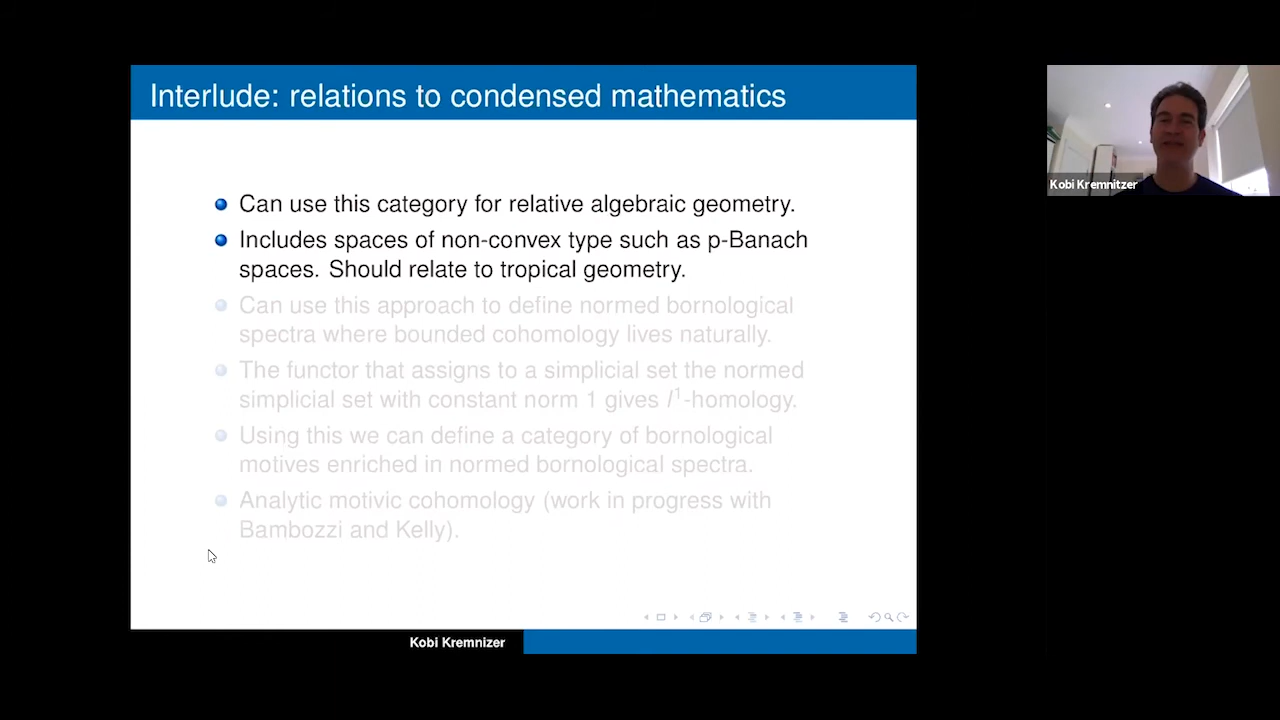 Interlude: relations to condensed mathematics
Can use this category for relative algebraic geometry.
Includes spaces of non-convex type such as p-Banach
spaces. Should relate to tropical geometry.
Can use this approach to define normed bornological
spectra where bounded cohomology lives naturally.
The functor that assigns to a simplicial set the normed
simplicial set with constant norm 1 gives l¹-homology.
Using this we can define a category of bornological
motives enriched in normed bornological spectra.
Analytic motivic cohomology (work in progress with
Bambozzi and Kelly).
Kobi Kremnizer
Kobi Kremnitzer